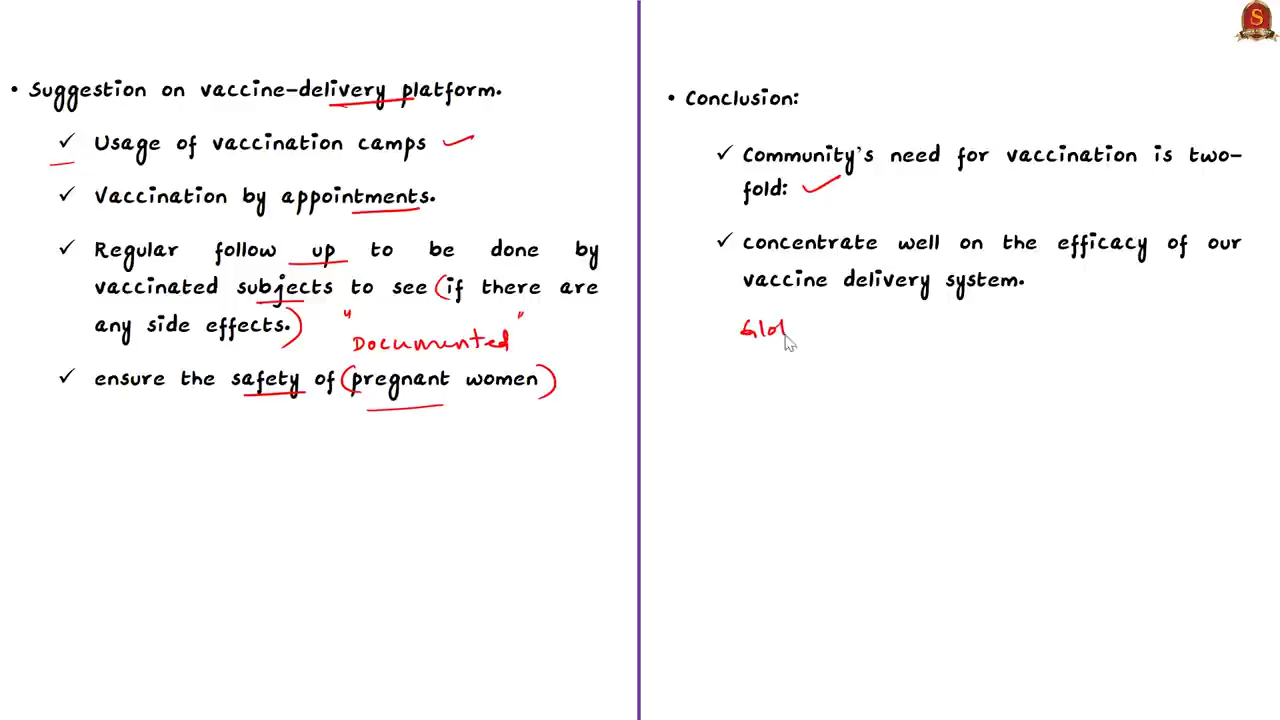 • Suggestion on vaccine-delivery platform.
✓ Usage of vaccination camps ✓
✓ Vaccination by appointments.
✓ Regular follow up to be done by
vaccinated subjects to see (if there are
any side effects.)
"Documented"
✓ ensure the safety of (pregnant women)
• Conclusion:
✓ Community's need for vaccination is two-
fold: ✓
✓ concentrate well on the efficacy of our
vaccine delivery system.
S